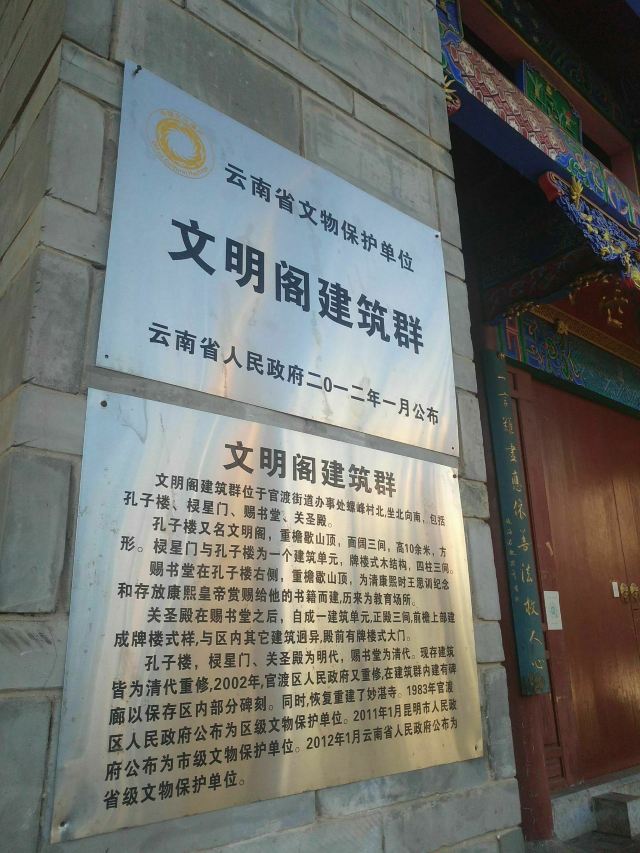 云南省文物保护单位
文明阁建筑群
云南省人民政府二0一二年一月公布
文明阁建筑群
文明阁建筑群位于官渡街道办事处螺峰村北,坐北向南,包括
孔子楼、棂星门、赐书堂、关圣殿。
孔子楼又名文明阁，重檐歇山顶，面阔三间，高10余米，方
形。棂星门与孔子楼为一个建筑单元，牌楼式木结构，四柱三间。
赐书堂在孔子楼右侧，重檐歇山顶，为清康熙时王思训纪念
和存放康熙皇帝赏赐给他的书籍而建,历来为教育场所。
关圣殿在赐书堂之后，自成一建筑单元,正殿三间,前檐上部建
成牌楼式样,与区内其它建筑迥异,殿前有牌楼式大门。
孔子楼，棂星门、关圣殿为明代，赐书堂为清代。现存建筑
皆为清代重修,2002年,官渡区人民政府又重修,在建筑群内建有碑
廊以保存区内部分碑刻。同时,恢复重建了妙湛寺。1983年官渡
区人民政府公布为区级文物保护单位。2011年1月昆明市人民政
府公布为市级文物保护单位。2012年1月云南省人民政府公布为
省级文物保护单位。